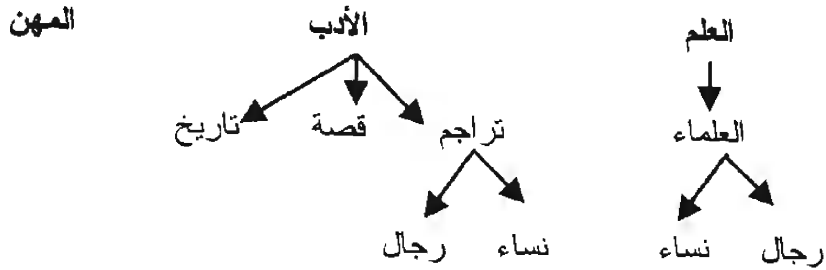 العلم الأدب المهن
العلماء تراجم قصة تاريخ
رجال نساء نساء رجال